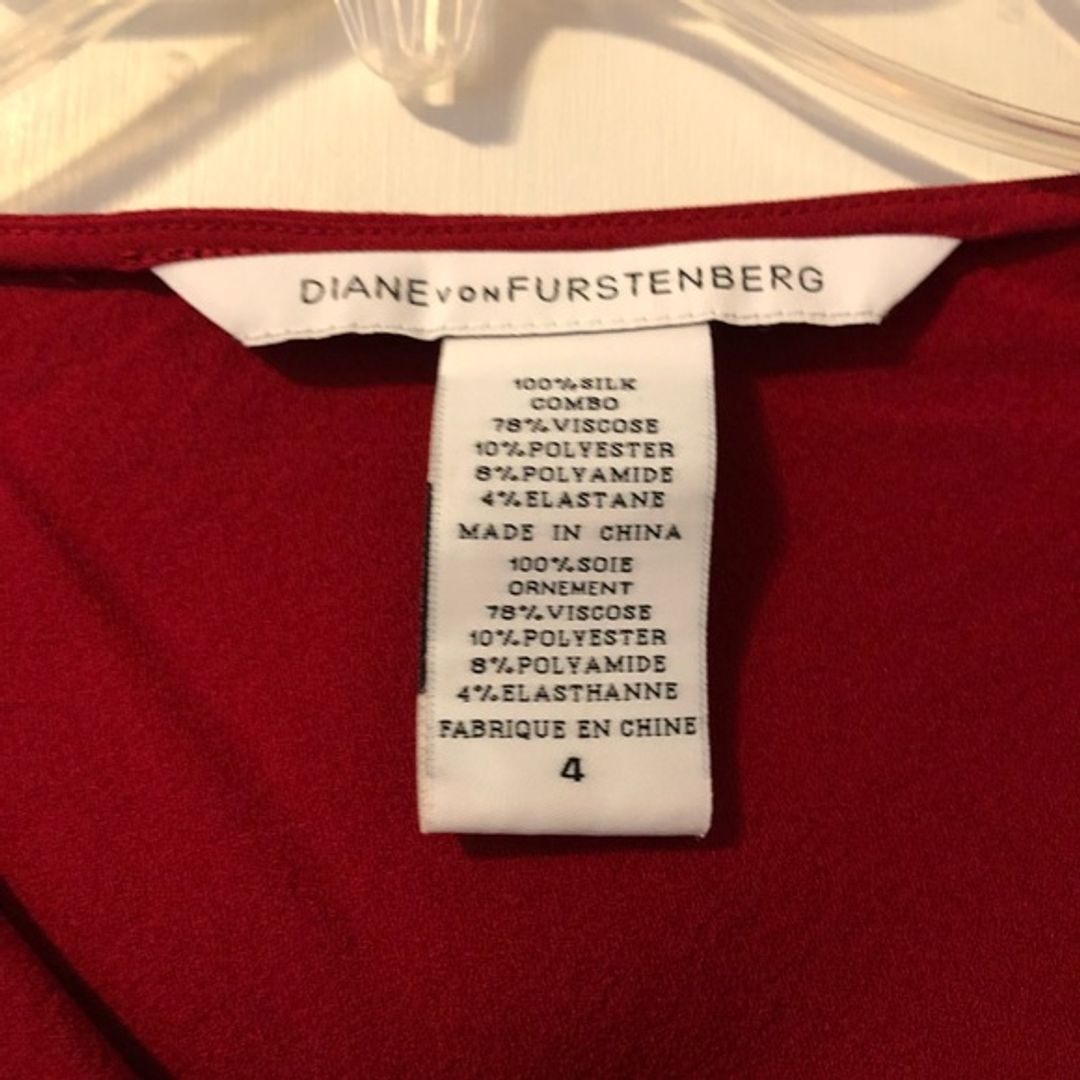 DIANE VON FURSTENBERG
100%SILK
COMBO
78%VISCOSE
10%POLYESTER
8%POLYAMIDE
4%ELASTANE
MADE IN CHINA
100%SOIE
ORNEMENT
78%VISCOSE
10%POLYESTER
8%POLYAMIDE
4%ELASTHANNE
FABRIQUE EN CHINE
4